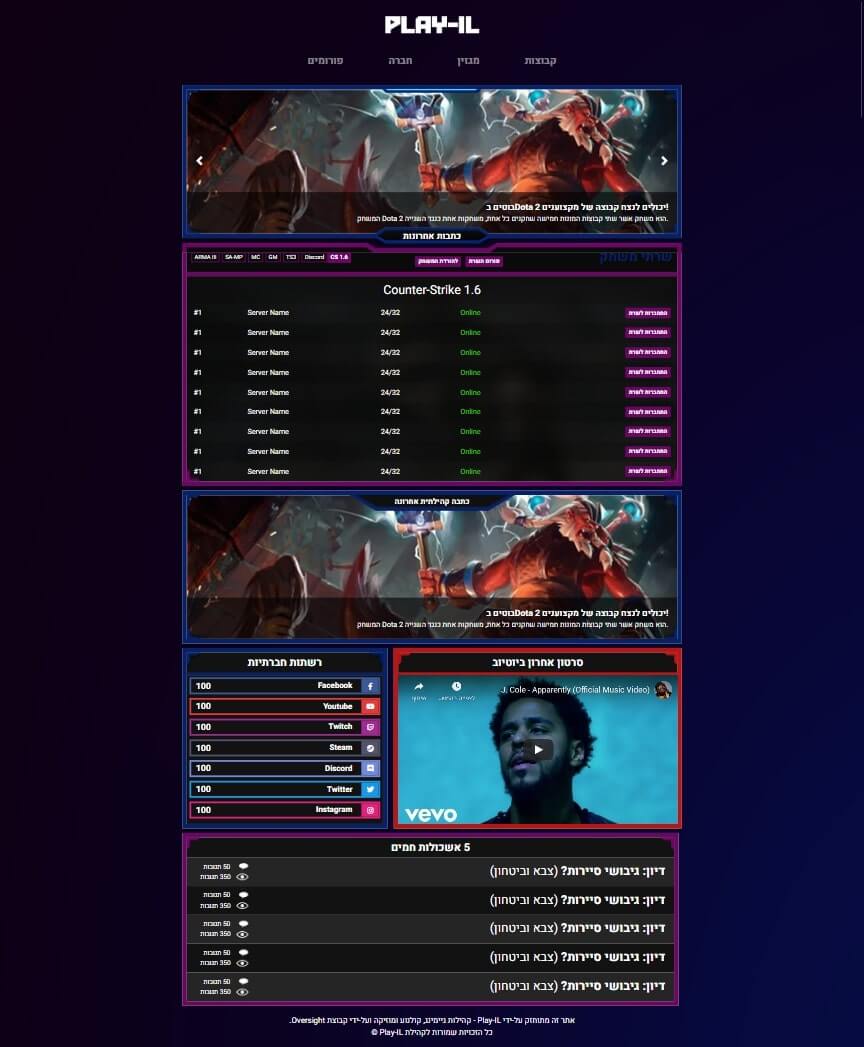 PLAY-IL
קבוצות
מגזין
חברה
פורומים
יכולים לנצח קבוצה של מקצוענים בDota 2 בוטים!
הוא משחק אשר שתי קבוצות המונות חמישה שחקנים כל אחת, משחקות אחת כנגד השנייה Dota 2 המשחק.
כתבות אחרונות
שרתי משחק
פורום השרת
להורדת המשחק
ARMA III SA-MP MC GM TS3 Discord CS 1.6
Counter-Strike 1.6
#1 Server Name 24/32 Online התחברות לשרת
#1 Server Name 24/32 Online התחברות לשרת
#1 Server Name 24/32 Online התחברות לשרת
#1 Server Name 24/32 Online התחברות לשרת
#1 Server Name 24/32 Online התחברות לשרת
#1 Server Name 24/32 Online התחברות לשרת
#1 Server Name 24/32 Online התחברות לשרת
#1 Server Name 24/32 Online התחברות לשרת
#1 Server Name 24/32 Online התחברות לשרת
כתבה קהילתית אחרונה
יכולים לנצח קבוצה של מקצוענים בDota 2 בוטים!
הוא משחק אשר שתי קבוצות המונות חמישה שחקנים כל אחת, משחקות אחת כנגד השנייה Dota 2 המשחק.
סרטון אחרון ביוטיוב
J. Cole - Apparently (Official Music Video)
שיתוף
vevo
רשתות חברתיות
Facebook 100
Youtube 100
Twitch 100
Steam 100
Discord 100
Twitter 100
Instagram 100
5 אשכולות חמים
דיון: גיבושי סיירות? (צבא וביטחון)
50 תגובות
350 תגובות
דיון: גיבושי סיירות? (צבא וביטחון)
50 תגובות
350 תגובות
דיון: גיבושי סיירות? (צבא וביטחון)
50 תגובות
350 תגובות
דיון: גיבושי סיירות? (צבא וביטחון)
50 תגובות
350 תגובות
דיון: גיבושי סיירות? (צבא וביטחון)
50 תגובות
350 תגובות
אתר זה מתוחזק על-ידי Play-IL - קהילות גיימינג, קולנוע ומוזיקה ועל-ידי קבוצת Oversight.
כל הזכויות שמורות לקהילת Play-IL ©